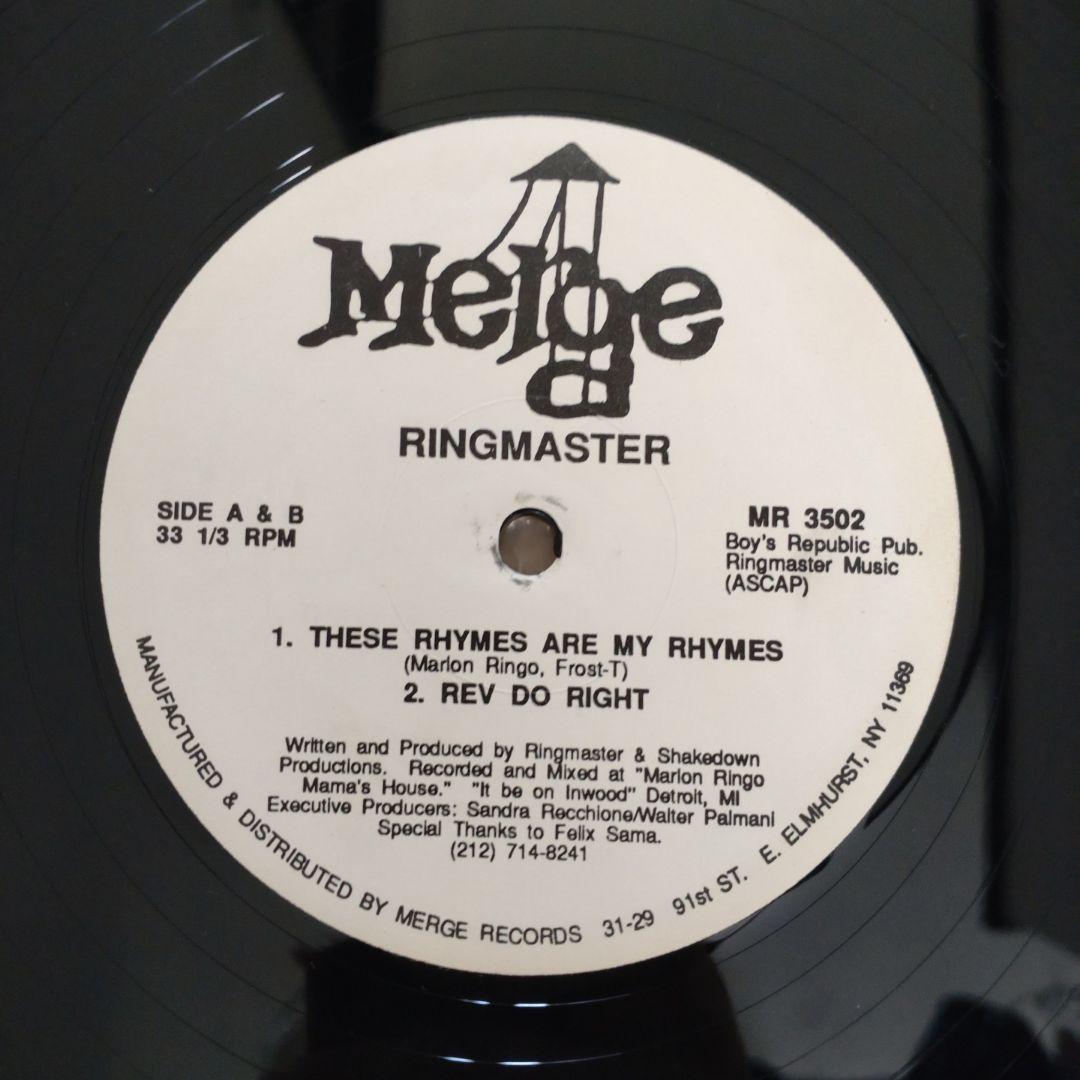 Merge
RINGMASTER
SIDE A & B
33 1/3 RPM
MR 3502
Boy's Republic Pub.
Ringmaster Music
(ASCAP)
1. THESE RHYMES ARE MY RHYMES
(Marlon Ringo, Frost-T)
2. REV DO RIGHT
Written and Produced by Ringmaster & Shakedown
Productions. Recorded and Mixed at "Marlon Ringo
Mama's House." "It be on Inwood" Detroit, MI
Executive Producers: Sandra Recchione/Walter Palmani
Special Thanks to Felix Sama.
(212) 714-8241
MANUFACTURED & DISTRIBUTED BY MERGE RECORDS 31-29 91st ST. E. ELMHURST, NY 11369